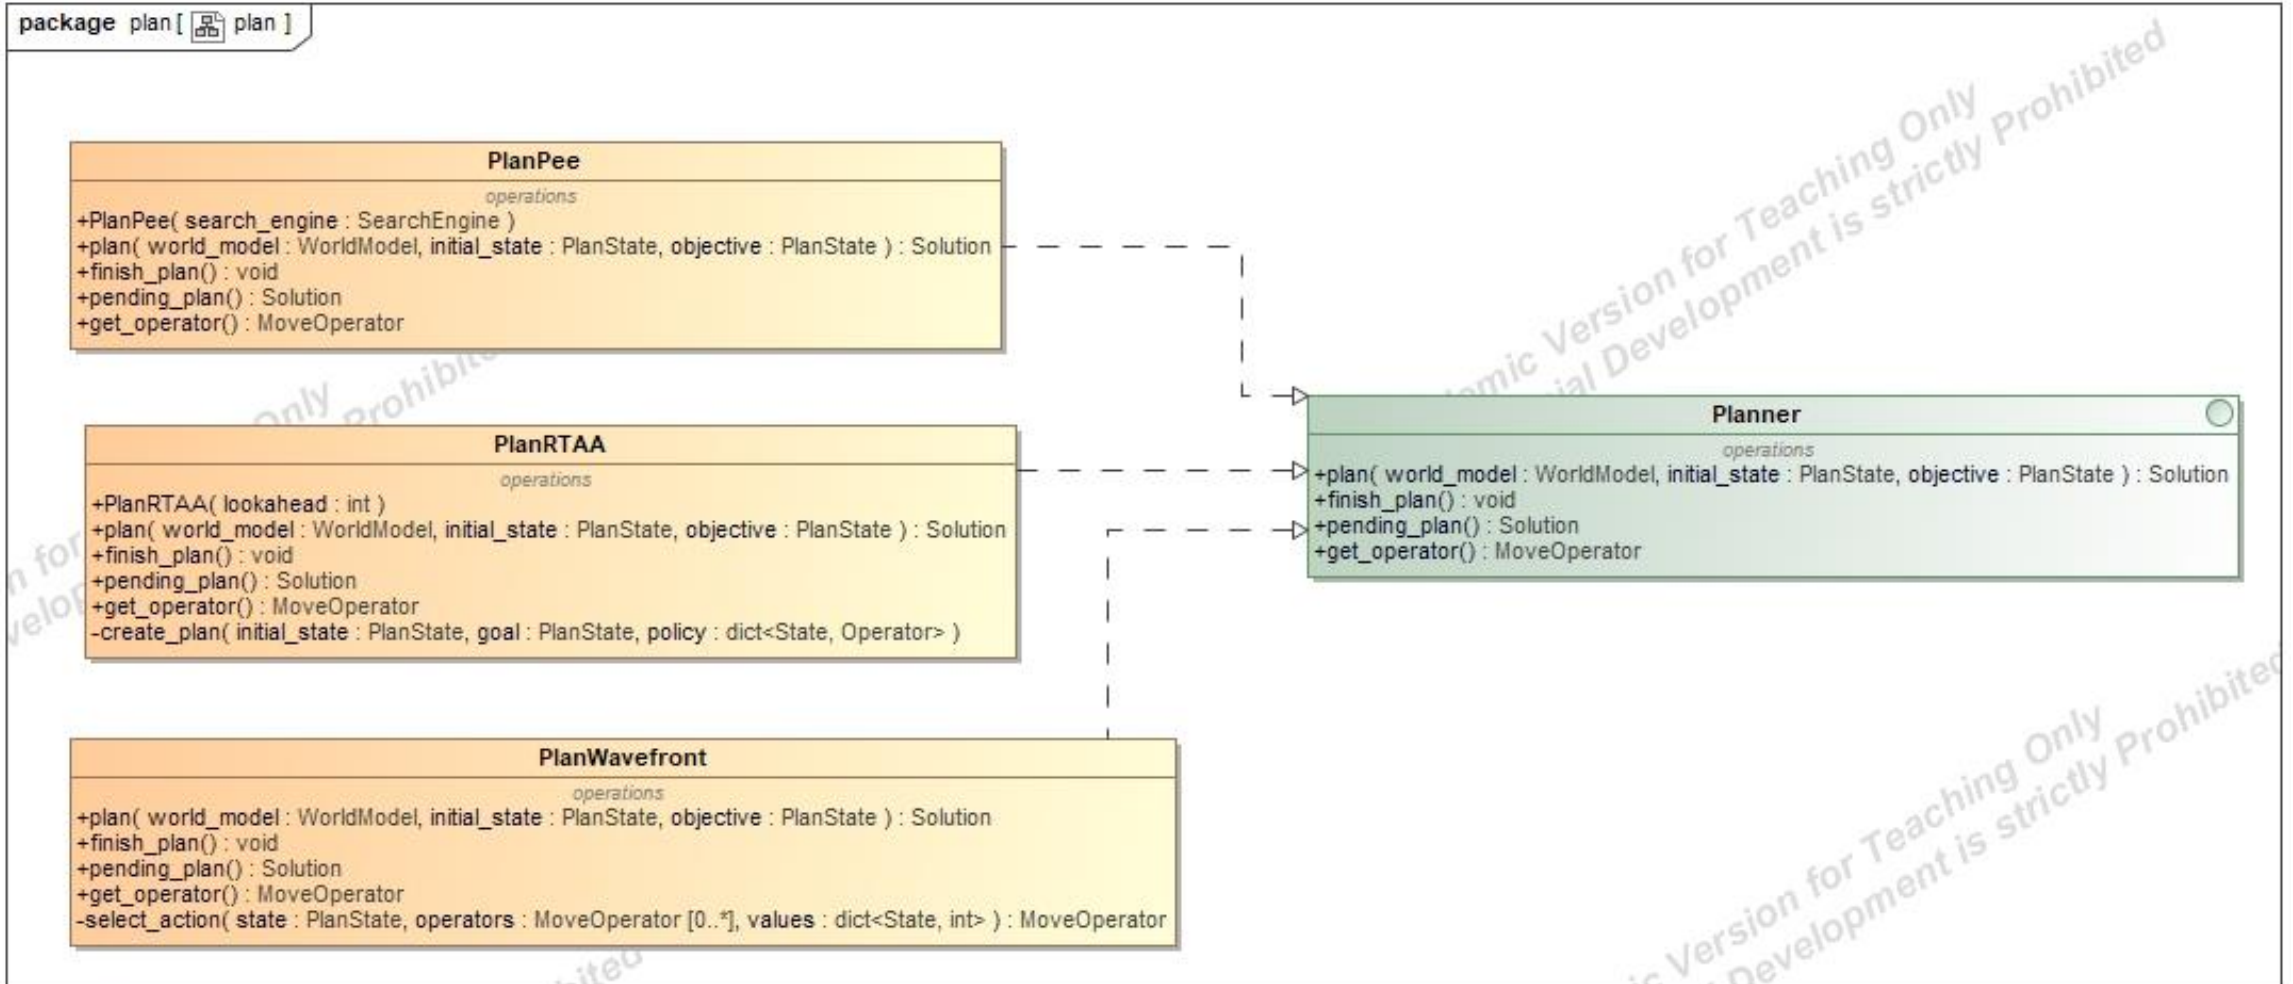 package plan [ plan ]
PlanPee
operations
+PlanPee( search_engine : SearchEngine )
+plan( world_model : WorldModel, initial_state : PlanState, objective : PlanState ) : Solution
+finish_plan() : void
+pending_plan() : Solution
+get_operator() : MoveOperator
PlanRTAA
operations
+PlanRTAA( lookahead : int )
+plan( world_model : WorldModel, initial_state : PlanState, objective : PlanState ) : Solution
+finish_plan() : void
+pending_plan() : Solution
+get_operator() : MoveOperator
-create_plan( initial_state : PlanState, goal : PlanState, policy : dict<State, Operator> )
Planner
operations
+plan( world_model : WorldModel, initial_state : PlanState, objective : PlanState ) : Solution
+finish_plan() : void
+pending_plan() : Solution
+get_operator() : MoveOperator
PlanWavefront
operations
+plan( world_model : WorldModel, initial_state : PlanState, objective : PlanState ) : Solution
+finish_plan() : void
+pending_plan() : Solution
+get_operator() : MoveOperator
-select_action( state : PlanState, operators : MoveOperator [0..*], values : dict<State, int> ) : MoveOperator
Version for Teaching Only
Development is strictly Prohibited
Only
Prohibited
for
Version for Teaching Only
Development is strictly Prohibited